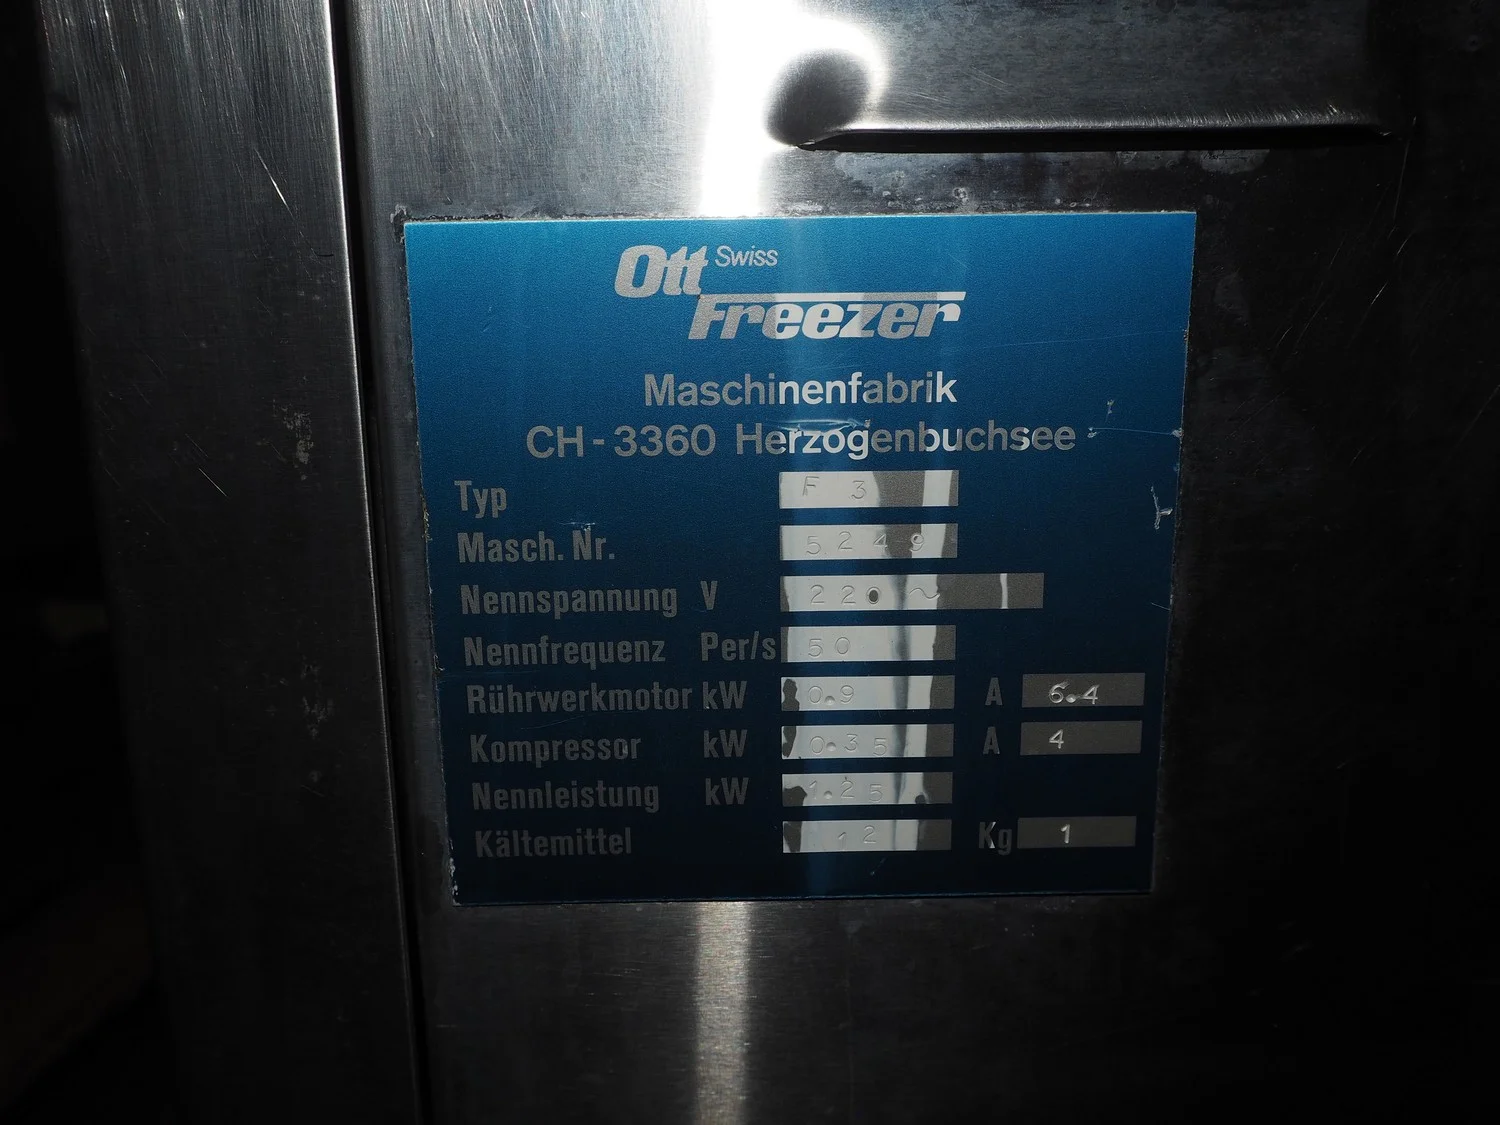 Ott Swiss
Freezer
Maschinenfabrik
CH-3360 Herzogenbuchsee
Typ F 3
Masch. Nr. 5249
Nennspannung V 220 ~
Nennfrequenz Per/s 50
Rührwerkmotor kW 0.9 A 6.4
Kompressor kW 0.35 A 4
Nennleistung kW 1.25
Kältemittel 12 Kg 1